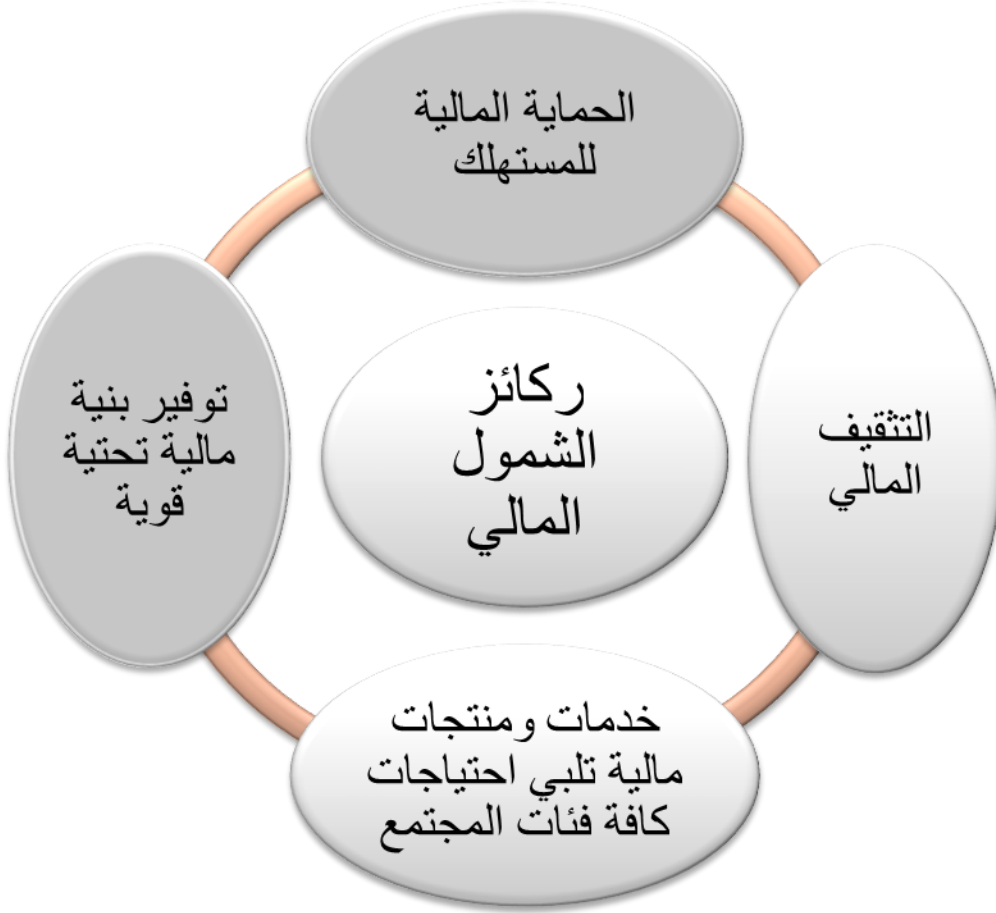 الحماية المالية
للمستهلك
توفير بنية
مالية تحتية
قوية
ركائز
الشمول
المالي
التثقيف
المالي
خدمات ومنتجات
مالية تلبي احتياجات
كافة فئات المجتمع